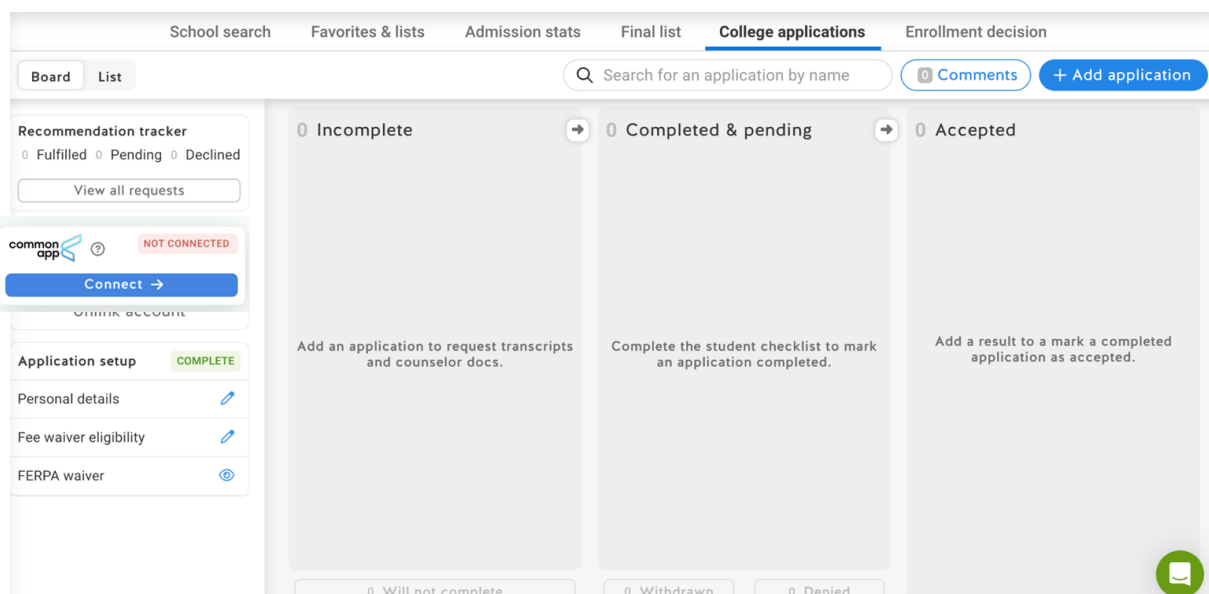 School search Favorites & lists Admission stats Final list College applications Enrollment decision
Board List Search for an application by name 0 Comments + Add application
Recommendation tracker
0 Fulfilled 0 Pending 0 Declined
View all requests
common app ? NOT CONNECTED
Connect →
Unlink account
Application setup COMPLETE
Personal details
Fee waiver eligibility
FERPA waiver
0 Incomplete
Add an application to request transcripts
and counselor docs.
0 Will not complete
0 Completed & pending
Complete the student checklist to mark
an application completed.
0 Withdrawn 0 Denied
0 Accepted
Add a result to a mark a completed
application as accepted.